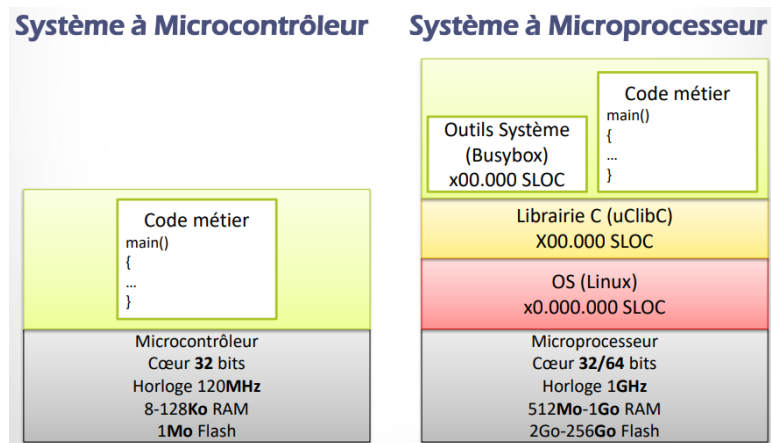 Système à Microcontrôleur
Code métier
main()
{
…
}
Microcontrôleur
Cœur 32 bits
Horloge 120MHz
8-128Ko RAM
1Mo Flash
Système à Microprocesseur
Outils Système
(Busybox)
x00.000 SLOC
Code métier
main()
{
…
}
Librairie C (uClibC)
X00.000 SLOC
OS (Linux)
x0.000.000 SLOC
Microprocesseur
Cœur 32/64 bits
Horloge 1GHz
512Mo-1Go RAM
2Go-256Go Flash